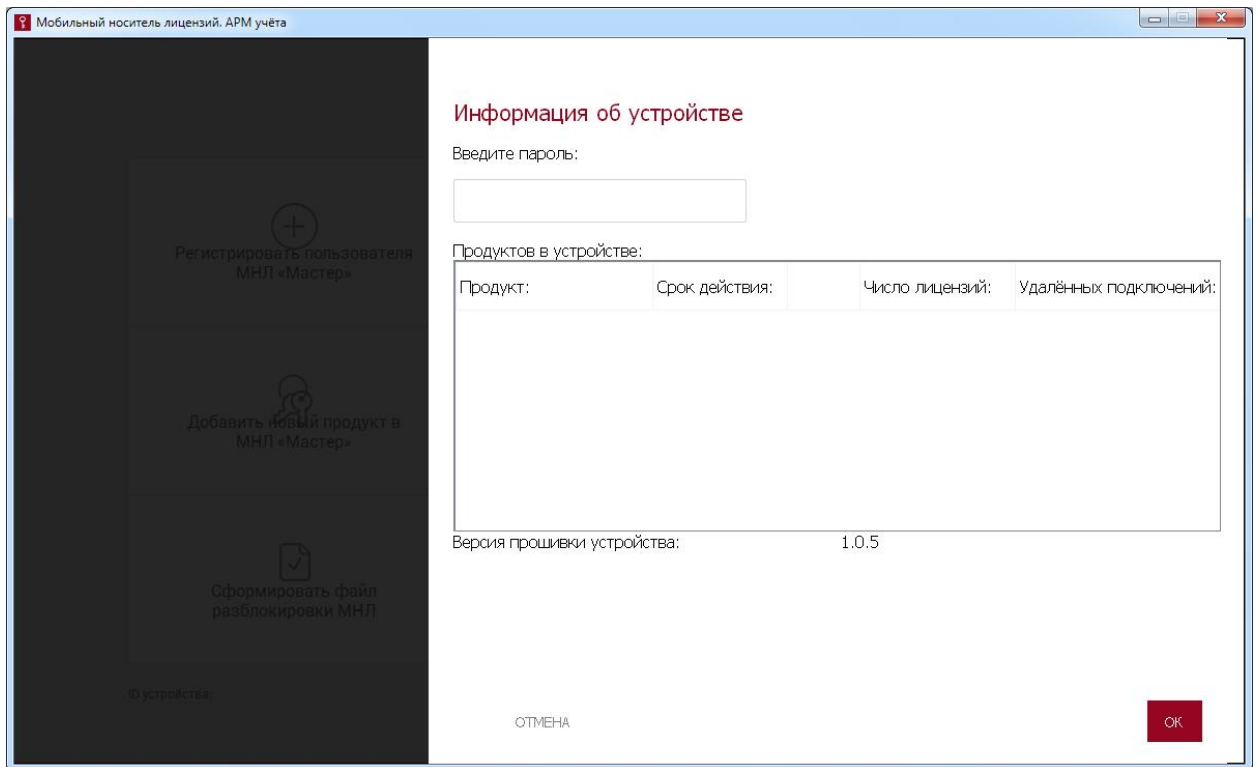 Мобильный носитель лицензий. АРМ учёта
Регистрировать пользователя
МНЛ «Мастер»
Добавить новый продукт в
МНЛ «Мастер»
Сформировать файл
разблокировки МНЛ
ID устройства:
Информация об устройстве
Введите пароль:
Продуктов в устройстве:
Продукт: Срок действия: Число лицензий: Удалённых подключений:
Версия прошивки устройства: 1.0.5
ОТМЕНА
ОК